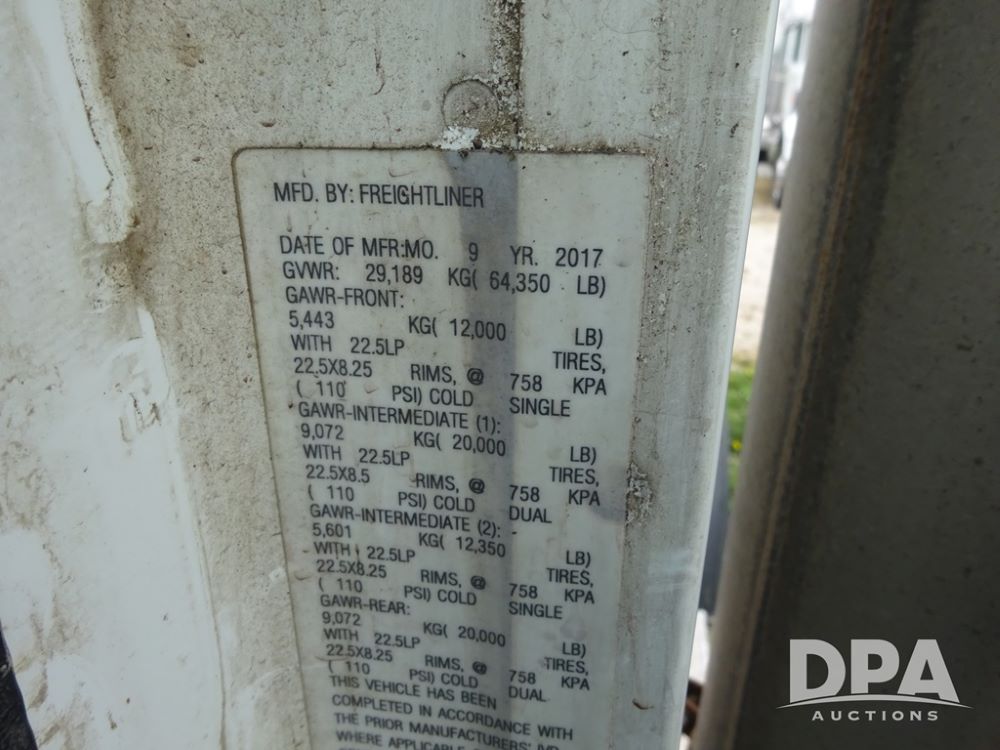 MFD. BY: FREIGHTLINER
DATE OF MFR:MO. 9 YR. 2017
GVWR: 29,189 KG( 64,350 LB)
GAWR-FRONT:
5,443 KG( 12,000 LB)
WITH 22.5LP TIRES,
22.5X8.25 RIMS, @ 758 KPA
( 110 PSI) COLD SINGLE
GAWR-INTERMEDIATE (1):
9,072 KG( 20,000 LB)
WITH 22.5LP TIRES,
22.5X8.5 RIMS, @ 758 KPA
( 110 PSI) COLD DUAL
GAWR-INTERMEDIATE (2):
5,601 KG( 12,350 LB)
WITH 22.5LP TIRES,
22.5X8.25 RIMS, @ 758 KPA
( 110 PSI) COLD SINGLE
GAWR-REAR:
9,072 KG( 20,000 LB)
WITH 22.5LP TIRES,
22.5X8.25 RIMS, @ 758 KPA
( 110 PSI) COLD DUAL
THIS VEHICLE HAS BEEN
COMPLETED IN ACCORDANCE WITH
THE PRIOR MANUFACTURERS' IVD
WHERE APPLICABLE
DPA
AUCTIONS